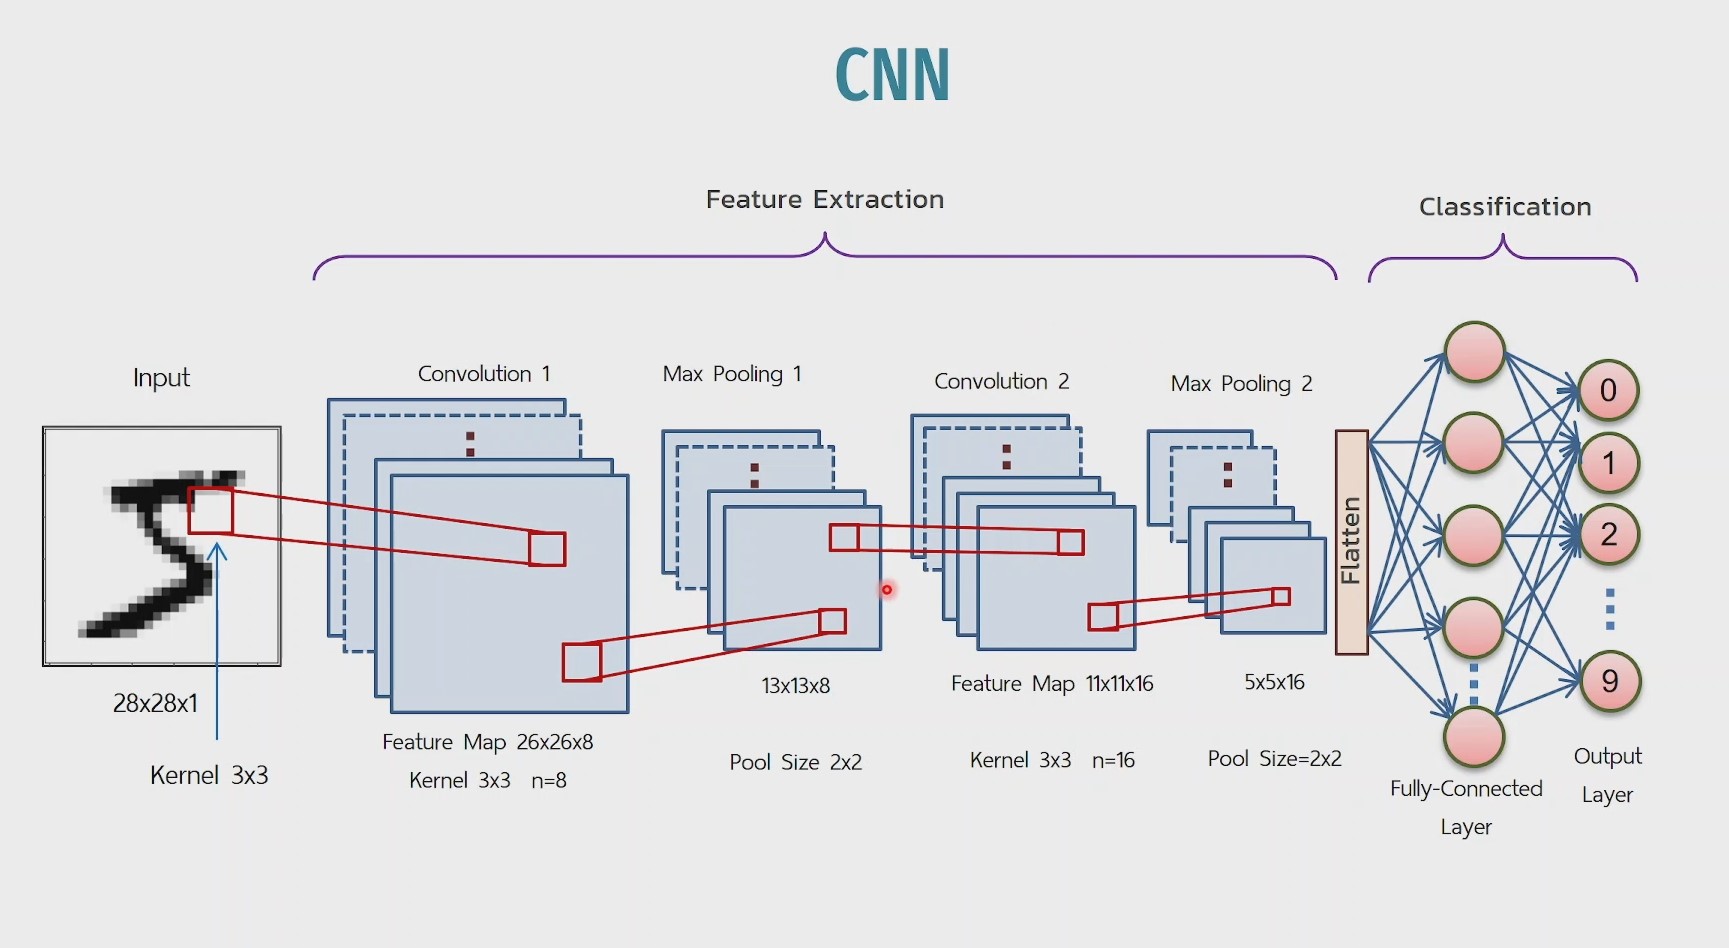 CNN
Feature Extraction
Classification
Input
Convolution 1
Max Pooling 1
Convolution 2
Max Pooling 2
28x28x1
Kernel 3x3
Feature Map 26x26x8
Kernel 3x3 n=8
13x13x8
Pool Size 2x2
Feature Map 11x11x16
Kernel 3x3 n=16
5x5x16
Pool Size=2x2
Flatten
Fully-Connected
Layer
0
1
2
9
Output
Layer